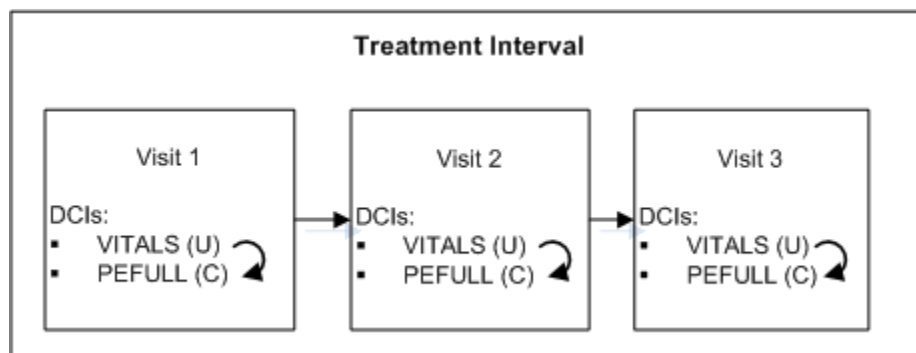 Treatment Interval
Visit 1
DCIs:
▪ VITALS (U)
▪ PEFULL (C)
Visit 2
DCIs:
▪ VITALS (U)
▪ PEFULL (C)
Visit 3
DCIs:
▪ VITALS (U)
▪ PEFULL (C)